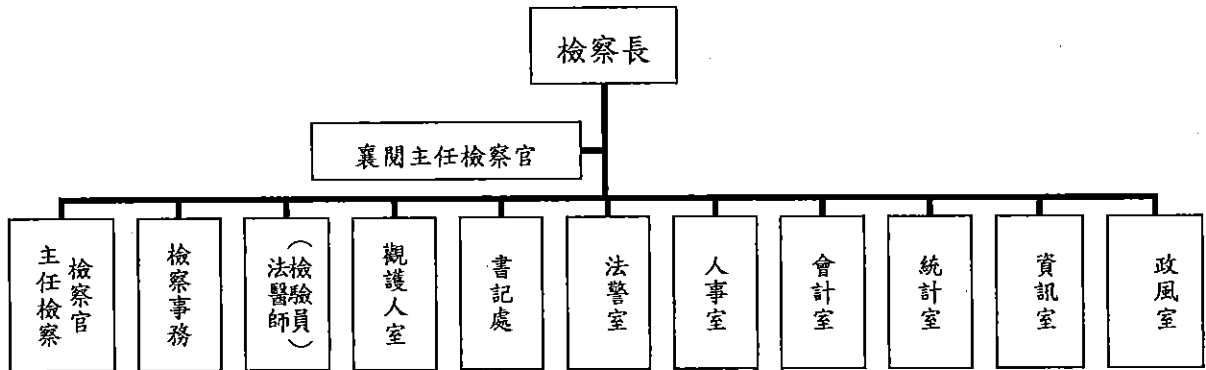 檢察長
襄閱主任檢察官
主任檢察
檢察官
檢察事務
法醫師
(檢驗員)
觀護人室
書記處
法警室
人事室
會計室
統計室
資訊室
政風室